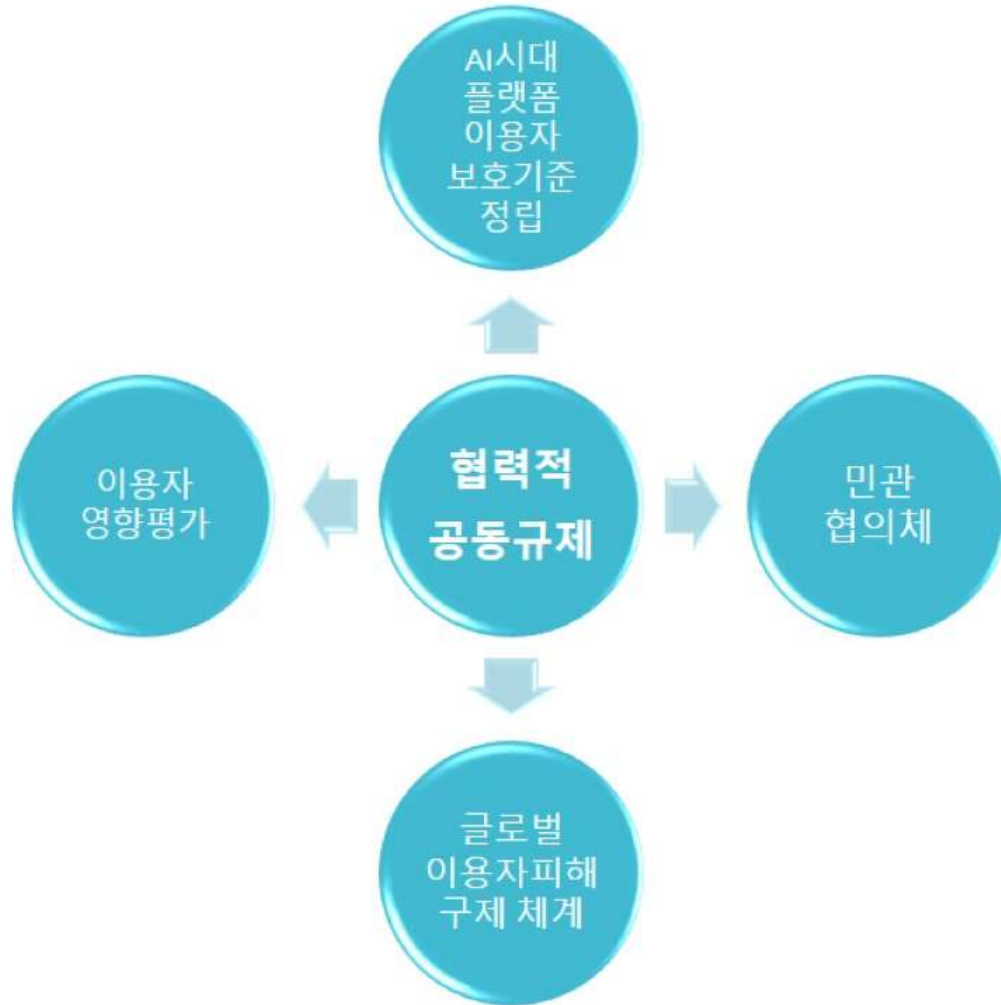 AI시대
플랫폼
이용자
보호기준
정립
이용자
영향평가
협력적
공동규제
민관
협의체
글로벌
이용자피해
구제 체계